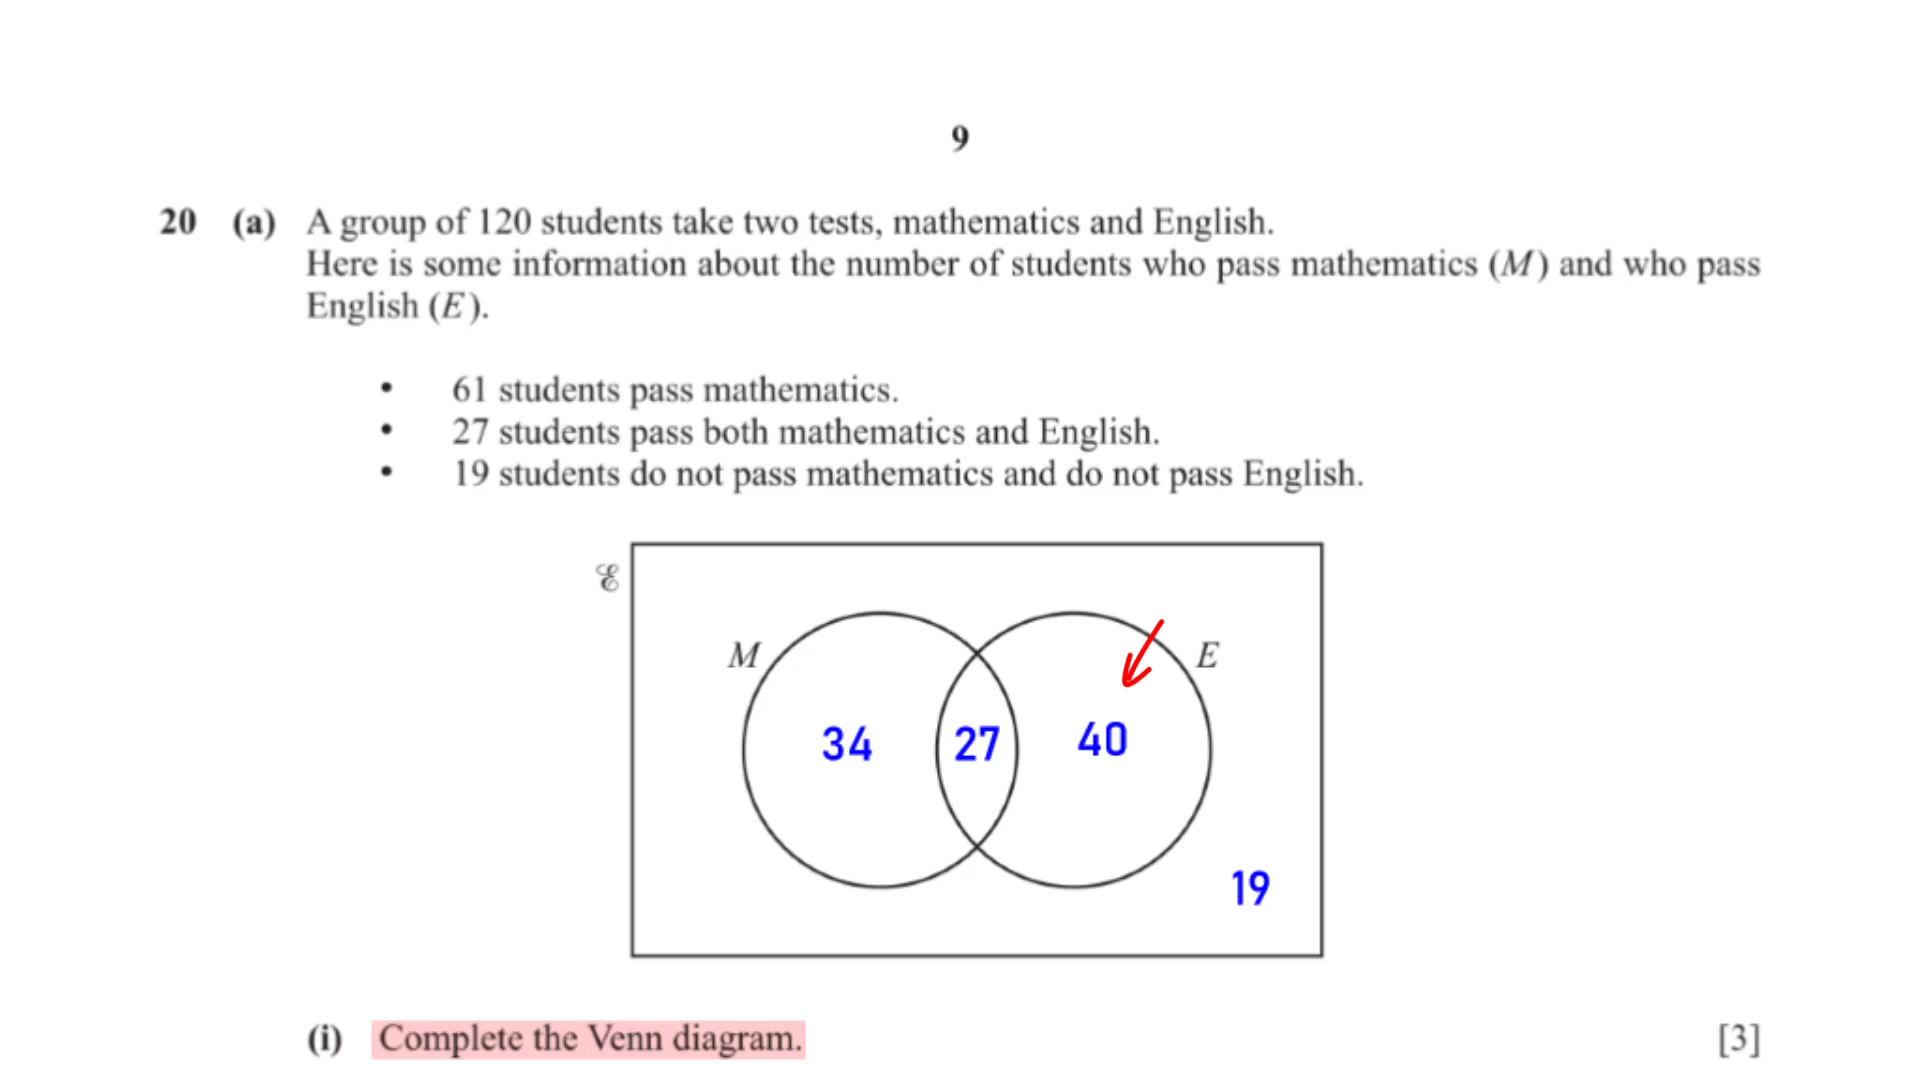 9
20 (a) A group of 120 students take two tests, mathematics and English.
Here is some information about the number of students who pass mathematics (M) and who pass
English (E).
• 61 students pass mathematics.
• 27 students pass both mathematics and English.
• 19 students do not pass mathematics and do not pass English.
ℰ
M E
34 27 40
19
(i) Complete the Venn diagram. [3]